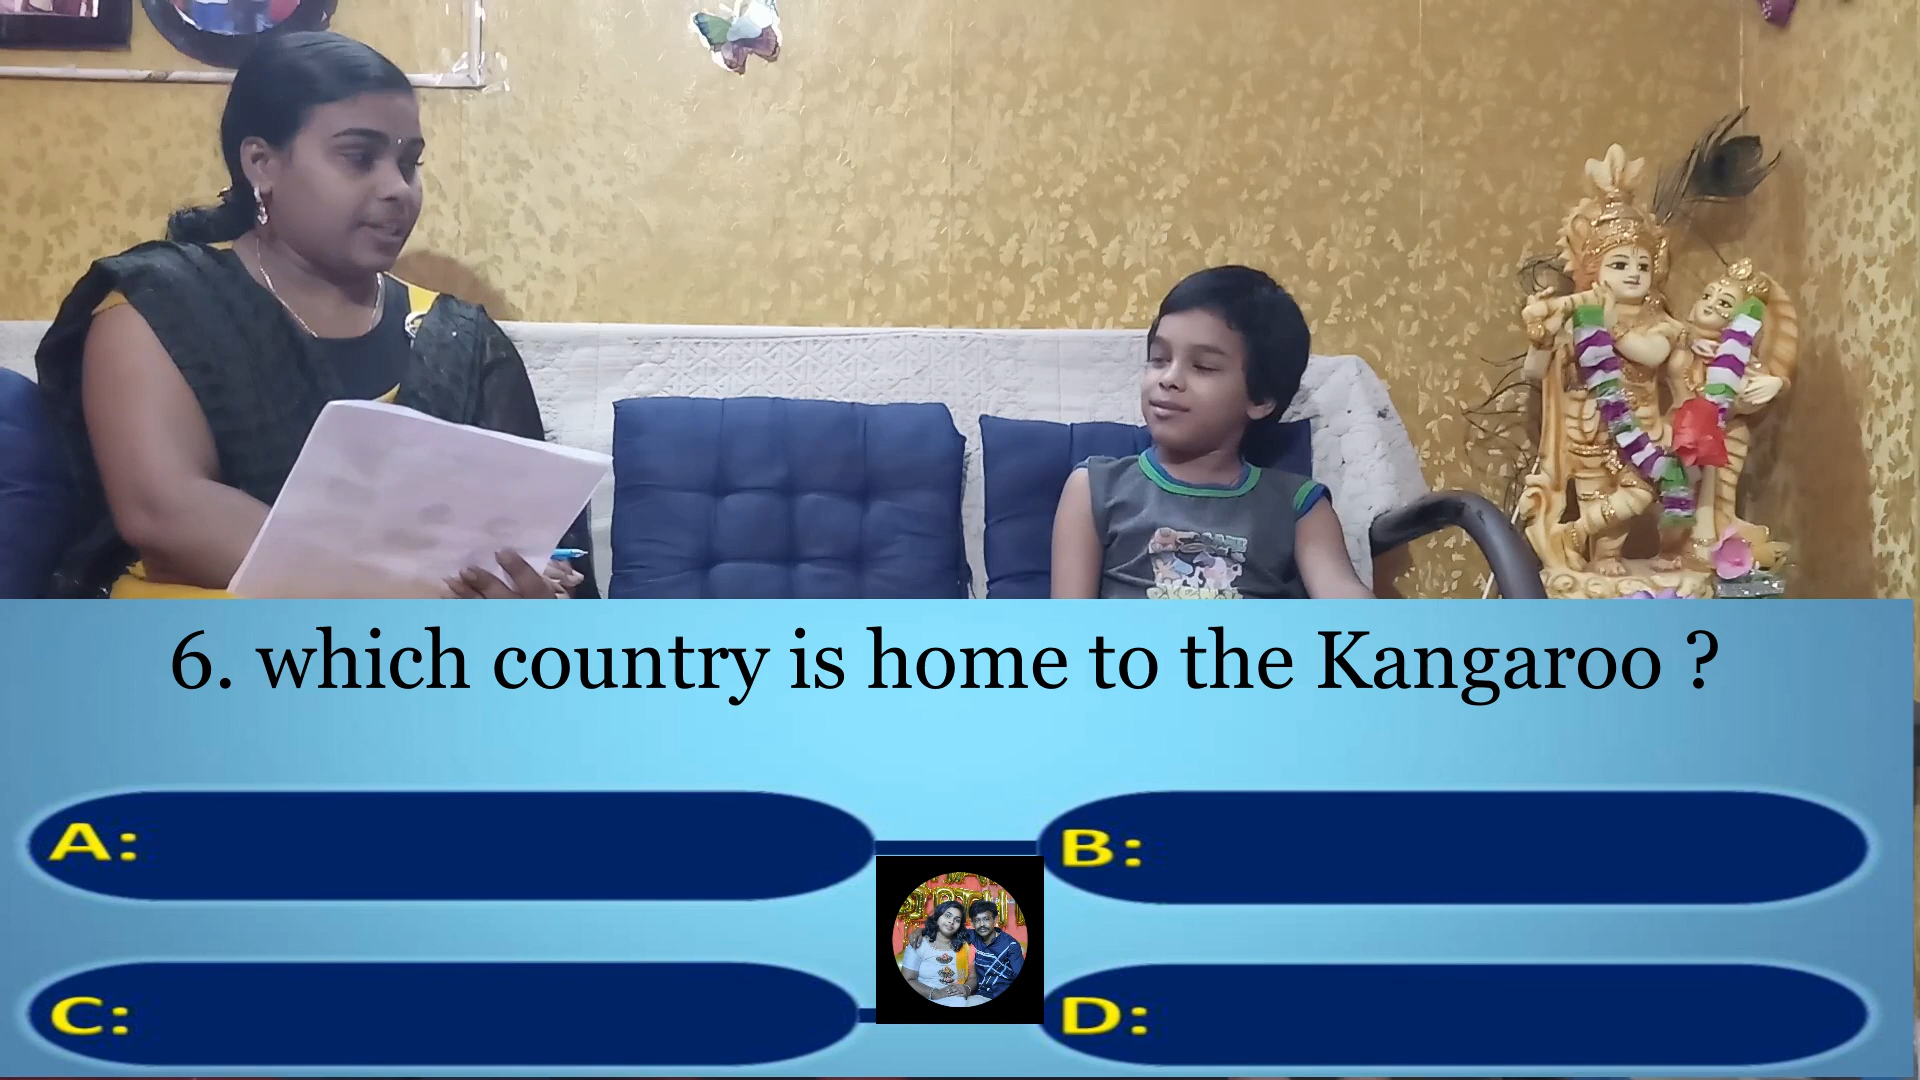 6. which country is home to the Kangaroo ?
A:
B:
C:
D: